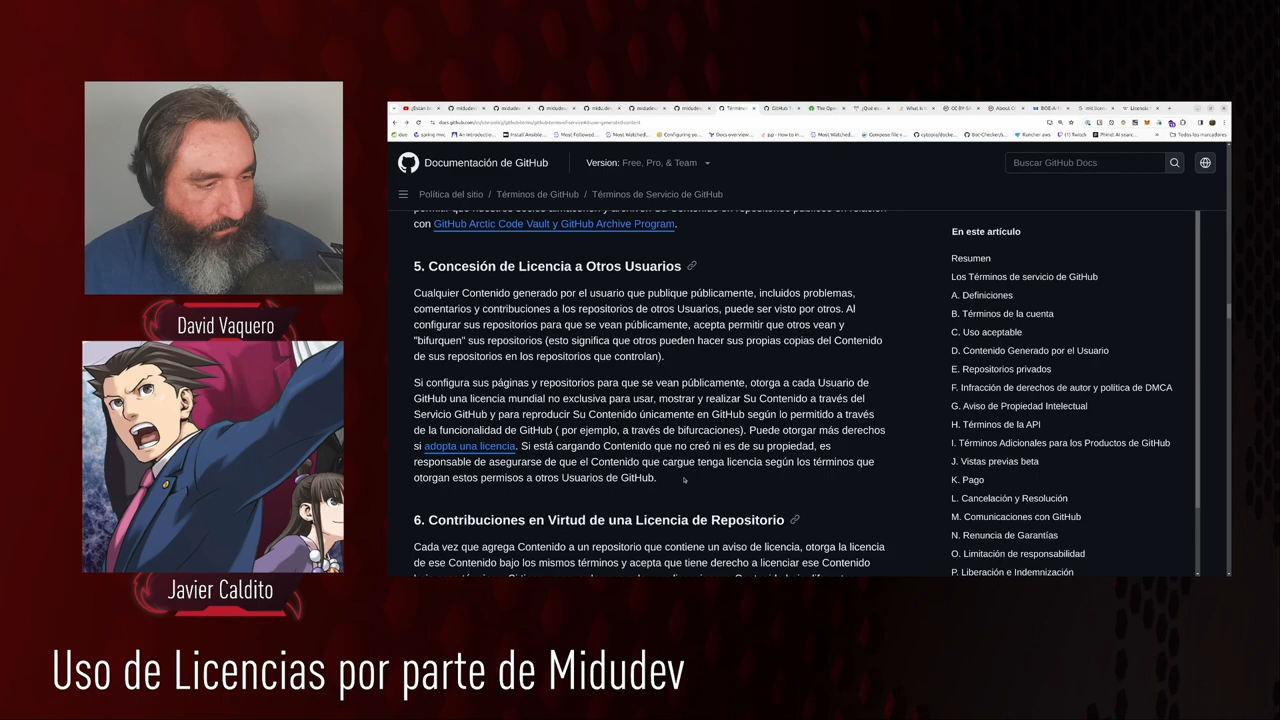 Documentación de GitHub
Version: Free, Pro, & Team
Buscar GitHub Docs
Política del sitio / Términos de GitHub / Términos de Servicio de GitHub
con GitHub Arctic Code Vault y GitHub Archive Program.
5. Concesión de Licencia a Otros Usuarios
Cualquier Contenido generado por el usuario que publique públicamente, incluidos problemas,
comentarios y contribuciones a los repositorios de otros Usuarios, puede ser visto por otros. Al
configurar sus repositorios para que se vean públicamente, acepta permitir que otros vean y
"bifurquen" sus repositorios (esto significa que otros pueden hacer sus propias copias del Contenido
de sus repositorios en los repositorios que controlan).
Si configura sus páginas y repositorios para que se vean públicamente, otorga a cada Usuario de
GitHub una licencia mundial no exclusiva para usar, mostrar y realizar Su Contenido a través del
Servicio GitHub y para reproducir Su Contenido únicamente en GitHub según lo permitido a través
de la funcionalidad de GitHub ( por ejemplo, a través de bifurcaciones). Puede otorgar más derechos
si adopta una licencia. Si está cargando Contenido que no creó ni es de su propiedad, es
responsable de asegurarse de que el Contenido que cargue tenga licencia según los términos que
otorgan estos permisos a otros Usuarios de GitHub.
6. Contribuciones en Virtud de una Licencia de Repositorio
Cada vez que agrega Contenido a un repositorio que contiene un aviso de licencia, otorga la licencia
de ese Contenido bajo los mismos términos y acepta que tiene derecho a licenciar ese Contenido
En este artículo
Resumen
Los Términos de servicio de GitHub
A. Definiciones
B. Términos de la cuenta
C. Uso aceptable
D. Contenido Generado por el Usuario
E. Repositorios privados
F. Infracción de derechos de autor y política de DMCA
G. Aviso de Propiedad Intelectual
H. Términos de la API
I. Términos Adicionales para los Productos de GitHub
J. Vistas previas beta
K. Pago
L. Cancelación y Resolución
M. Comunicaciones con GitHub
N. Renuncia de Garantías
O. Limitación de responsabilidad
P. Liberación e Indemnización
David Vaquero
Javier Caldito
Uso de Licencias por parte de Midudev